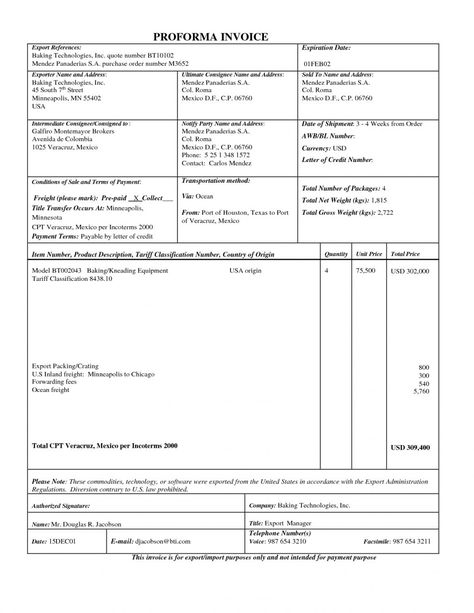 PROFORMA INVOICE
Export References:
Baking Technologies, Inc. quote number BT10102
Mendez Panaderias S.A. purchase order number M3652
Expiration Date:
01FEB02
Exporter Name and Address:
Baking Technologies, Inc.
45 South 7th Street
Minneapolis, MN 55402
USA
Ultimate Consignee Name and Address:
Mendez Panaderias S.A.
Col. Roma
Mexico D.F., C.P. 06760
Sold To Name and Address:
Mendez Panaderias S.A.
Col. Roma
Mexico D.F., C.P. 06760
Intermediate Consignee/Consigned to :
Galfiro Montemayor Brokers
Avenida de Colombia
1025 Veracruz, Mexico
Notify Party Name and Address:
Mendez Panaderias S.A.
Col. Roma
Mexico D.F., C.P. 06760
Phone: 5 25 1 348 1572
Contact: Carlos Mendez
Date of Shipment: 3 - 4 Weeks from Order
AWB/BL Number:
Currency: USD
Letter of Credit Number:
Conditions of Sale and Terms of Payment:
Freight (please mark): Pre-paid __X_Collect___
Title Transfer Occurs At: Minneapolis,
Minnesota
CPT Veracruz, Mexico per Incoterms 2000
Payment Terms: Payable by letter of credit
Transportation method:
Via: Ocean
From: Port of Houston, Texas to Port
of Veracruz, Mexico
Total Number of Packages: 4
Total Net Weight (kgs): 1,815
Total Gross Weight (kgs): 2,722
Item Number, Product Description, Tariff Classification Number, Country of Origin
Quantity
Unit Price
Total Price
Model BT002043 Baking/Kneading Equipment USA origin 4 75,500 USD 302,000
Tariff Classification 8438.10
Export Packing/Crating 800
U.S Inland freight: Minneapolis to Chicago 300
Forwarding fees 540
Ocean freight 5,760
Total CPT Veracruz, Mexico per Incoterms 2000 USD 309,400
Please Note: These commodities, technology, or software were exported from the United States in accordance with the Export Administration
Regulations. Diversion contrary to U.S. law prohibited.
Authorized Signature:
Company: Baking Technologies, Inc.
Name: Mr. Douglas R. Jacobson
Title: Export Manager
Date: 15DEC01
E-mail: djacobson@bti.com
Telephone Number(s)
Voice: 987 654 3210
Facsimile: 987 654 3211
This invoice is for export/import purposes only and not intended for payment purpose